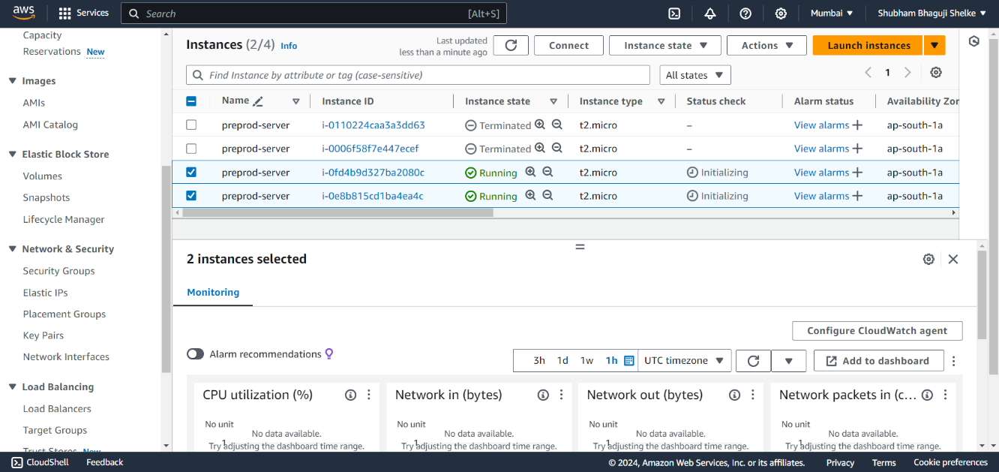 aws Services Search [Alt+S] Mumbai ▼ Shubham Bhaguji Shelke ▼
Capacity
Reservations New
Images
AMIs
AMI Catalog
Elastic Block Store
Volumes
Snapshots
Lifecycle Manager
Network & Security
Security Groups
Elastic IPs
Placement Groups
Key Pairs
Network Interfaces
Load Balancing
Load Balancers
Target Groups
Trust Stores New
Instances (2/4) Info
Last updated
less than a minute ago
Connect Instance state ▼ Actions ▼ Launch instances ▼
Find Instance by attribute or tag (case-sensitive) All states ▼ 1
Name Instance ID Instance state Instance type Status check Alarm status Availability Zon
preprod-server i-0110224caa3a3dd63 Terminated t2.micro – View alarms + ap-south-1a
preprod-server i-0006f58f7e447ecef Terminated t2.micro – View alarms + ap-south-1a
preprod-server i-0fd4b9d327ba2080c Running t2.micro Initializing View alarms + ap-south-1a
preprod-server i-0e8b815cd1ba4ea4c Running t2.micro Initializing View alarms + ap-south-1a
2 instances selected
Monitoring
Configure CloudWatch agent
Alarm recommendations 3h 1d 1w 1h UTC timezone ▼ Add to dashboard
CPU utilization (%) Network in (bytes) Network out (bytes) Network packets in (c...
No unit No unit No unit No unit
No data available. No data available. No data available. No data available.
1 1 1 1
Try adjusting the dashboard time range. Try adjusting the dashboard time range. Try adjusting the dashboard time range. Try adjusting the dashboard time range.
CloudShell Feedback © 2024, Amazon Web Services, Inc. or its affiliates. Privacy Terms Cookie preferences